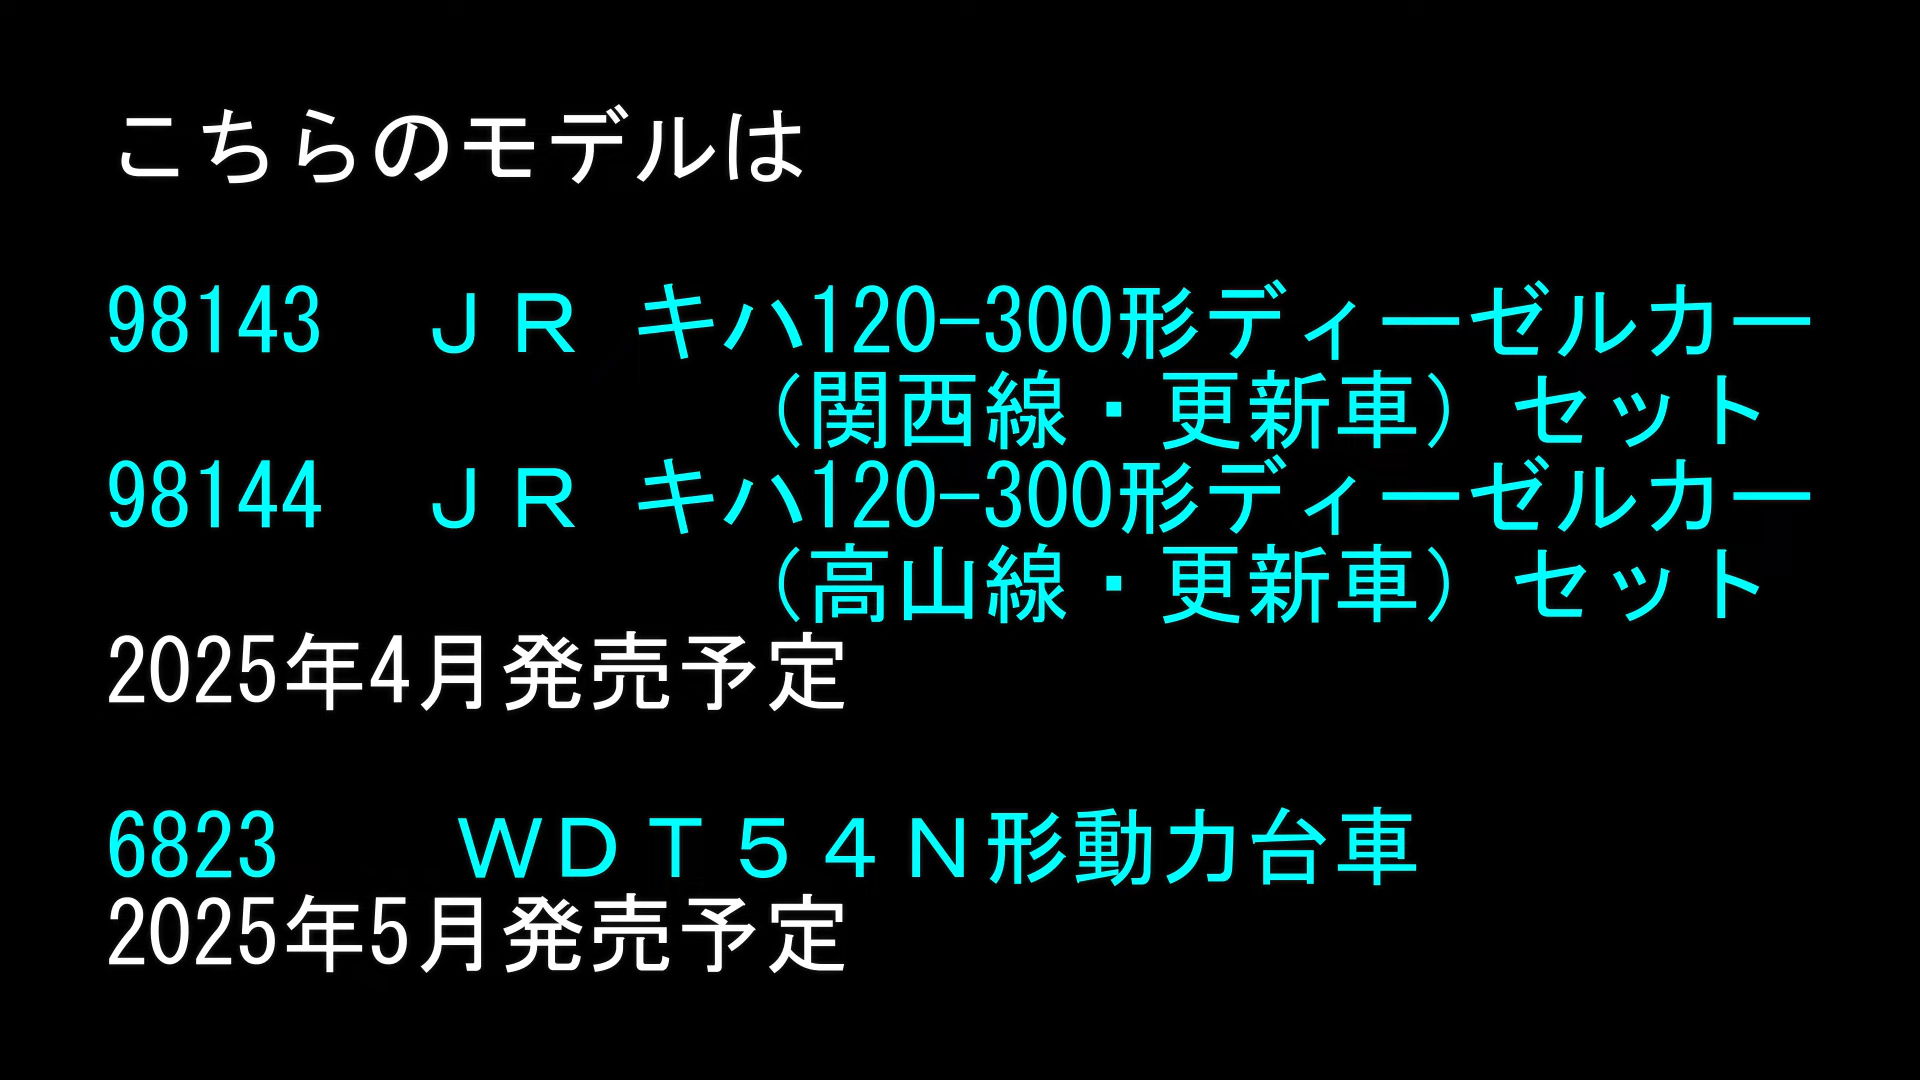 こちらのモデルは
98143　ＪＲ キハ120-300形ディーゼルカー
（関西線・更新車）セット
98144　ＪＲ キハ120-300形ディーゼルカー
（高山線・更新車）セット
2025年4月発売予定
6823　　ＷＤＴ５４Ｎ形動力台車
2025年5月発売予定